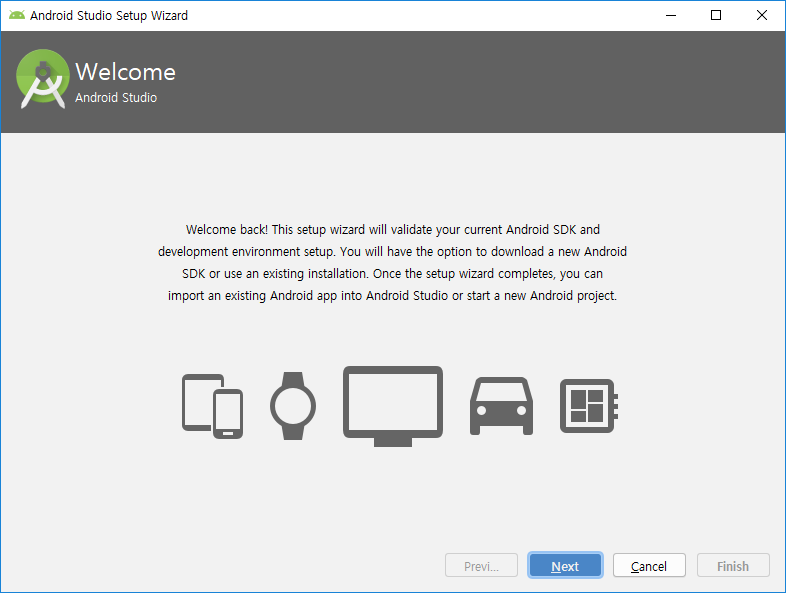 Android Studio Setup Wizard
Welcome
Android Studio
Welcome back! This setup wizard will validate your current Android SDK and
development environment setup. You will have the option to download a new Android
SDK or use an existing installation. Once the setup wizard completes, you can
import an existing Android app into Android Studio or start a new Android project.
Previ... Next Cancel Finish